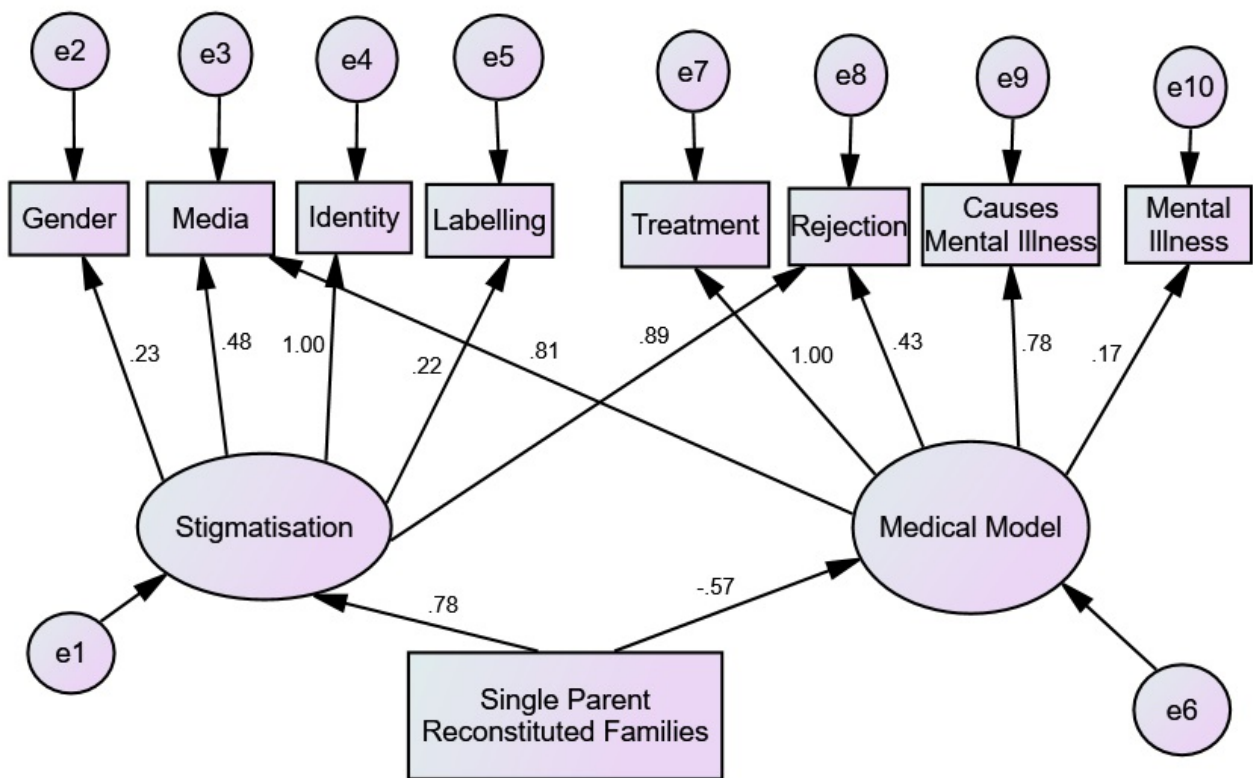 e2
e3
e4
e5
e7
e8
e9
e10
Gender
Media
Identity
Labelling
Treatment
Rejection
Causes
Mental Illness
Mental
Illness
.23
.48
1.00
.22
.81
.89
1.00
.43
.78
.17
Stigmatisation
Medical Model
.78
-.57
e1
Single Parent
Reconstituted Families
e6